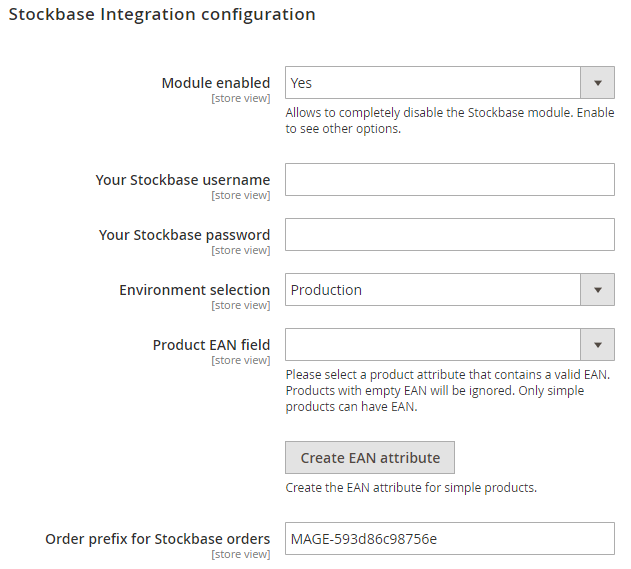 Stockbase Integration configuration
Module enabled
[store view]
Yes
Allows to completely disable the Stockbase module. Enable
to see other options.
Your Stockbase username
[store view]
Your Stockbase password
[store view]
Environment selection
[store view]
Production
Product EAN field
[store view]
Please select a product attribute that contains a valid EAN.
Products with empty EAN will be ignored. Only simple
products can have EAN.
Create EAN attribute
Create the EAN attribute for simple products.
Order prefix for Stockbase orders
[store view]
MAGE-593d86c98756e